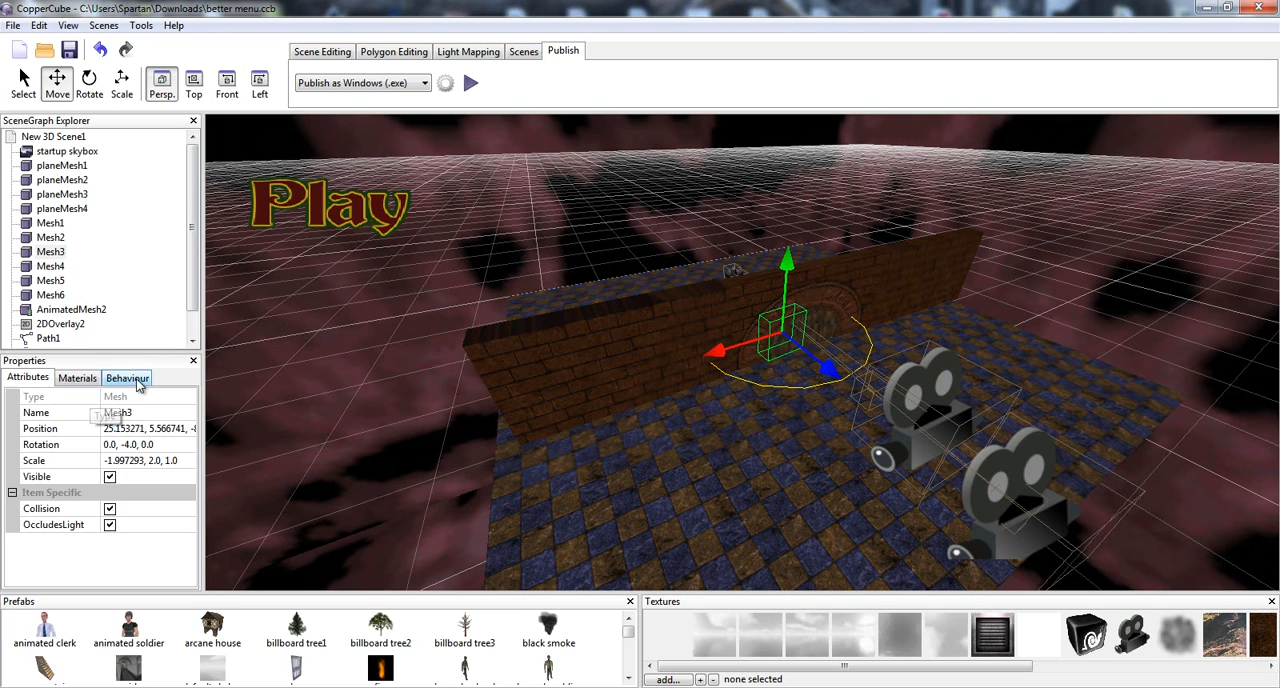 CopperCube - C:\Users\Spartan\Downloads\better menu.ccb
File Edit View Scenes Tools Help
Scene Editing Polygon Editing Light Mapping Scenes Publish
Select Move Rotate Scale Persp. Top Front Left
Publish as Windows (.exe)
SceneGraph Explorer
New 3D Scene1
startup skybox
planeMesh1
planeMesh2
planeMesh3
planeMesh4
Mesh1
Mesh2
Mesh3
Mesh4
Mesh5
Mesh6
AnimatedMesh2
2DOverlay2
Path1
Play
Properties
Attributes Materials Behaviour
Type Mesh
Name Mesh3
Position 25.153271, 5.566741, -
Rotation 0.0, -4.0, 0.0
Scale -1.997293, 2.0, 1.0
Visible
Item Specific
Collision
OccludesLight
Prefabs
animated clerk animated soldier arcane house billboard tree1 billboard tree2 billboard tree3 black smoke
Textures
add... + - none selected